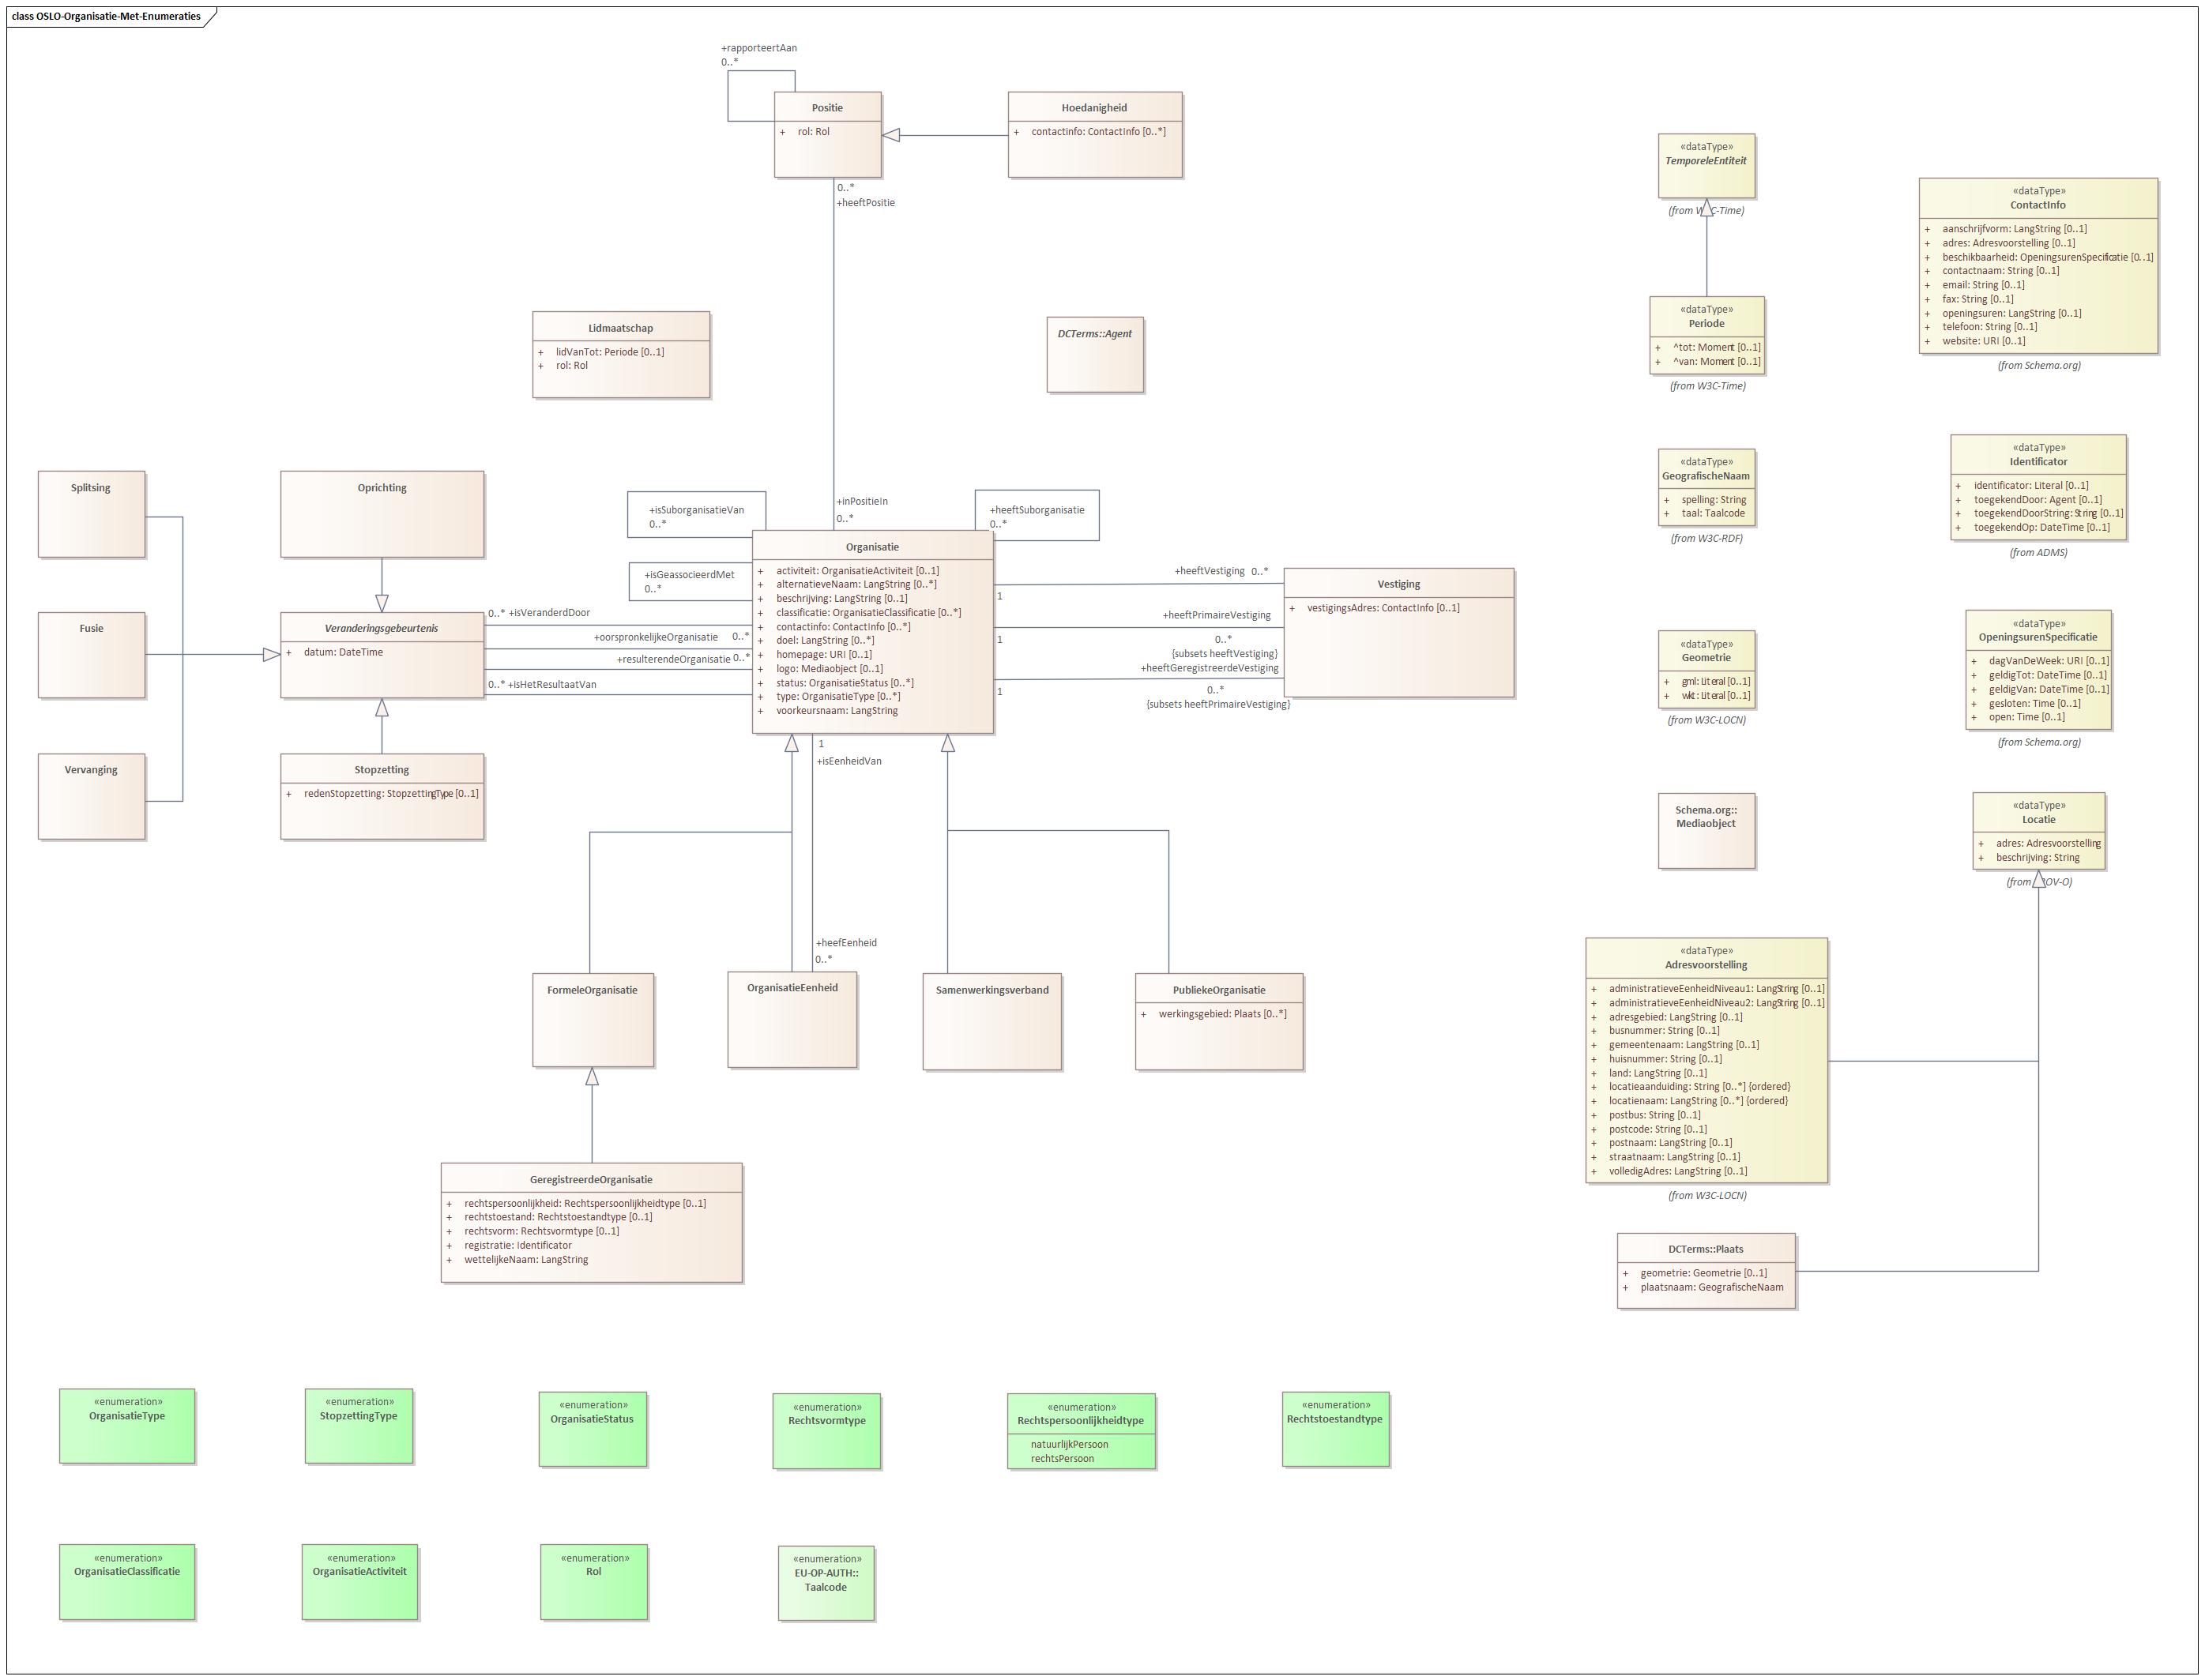 class OSLO-Organisatie-Met-Enumeraties
+rapporteertAan
0..*
Positie
+ rol: Rol
Hoedanigheid
+ contactinfo: ContactInfo [0..*]
0..*
+heeftPositie
Lidmaatschap
+ lidVanTot: Periode [0..1]
+ rol: Rol
DCTerms::Agent
Splitsing
Oprichting
Fusie
Veranderingsgebeurtenis
+ datum: DateTime
Vervanging
Stopzetting
+ redenStopzetting: StopzettingType [0..1]
0..* +isVeranderdDoor
+oorspronkelijkeOrganisatie 0..*
+resulterendeOrganisatie 0..*
0..* +isHetResultaatVan
+isSuborganisatieVan
0..*
+isGeassocieerdMet
0..*
+inPositieIn
0..*
+heeftSuborganisatie
0..*
Organisatie
+ activiteit: OrganisatieActiviteit [0..1]
+ alternatieveNaam: LangString [0..*]
+ beschrijving: LangString [0..1]
+ classificatie: OrganisatieClassificatie [0..*]
+ contactinfo: ContactInfo [0..*]
+ doel: LangString [0..*]
+ homepage: URI [0..1]
+ logo: Mediaobject [0..1]
+ status: OrganisatieStatus [0..*]
+ type: OrganisatieType [0..*]
+ voorkeursnaam: LangString
+heeftVestiging 0..*
1
+heeftPrimaireVestiging
1
0..*
{subsets heeftVestiging}
+heeftGeregistreerdeVestiging
1
0..*
{subsets heeftPrimaireVestiging}
Vestiging
+ vestigingsAdres: ContactInfo [0..1]
1
+isEenheidVan
+heefEenheid
0..*
FormeleOrganisatie
OrganisatieEenheid
Samenwerkingsverband
PubliekeOrganisatie
+ werkingsgebied: Plaats [0..*]
GeregistreerdeOrganisatie
+ rechtspersoonlijkheid: Rechtspersoonlijkheidtype [0..1]
+ rechtstoestand: Rechtstoestandtype [0..1]
+ rechtsvorm: Rechtsvormtype [0..1]
+ registratie: Identificator
+ wettelijkeNaam: LangString
«dataType»
TemporeleEntiteit
(from W3C-Time)
«dataType»
Periode
+ ^tot: Moment [0..1]
+ ^van: Moment [0..1]
(from W3C-Time)
«dataType»
GeografischeNaam
+ spelling: String
+ taal: Taalcode
(from W3C-RDF)
«dataType»
Geometrie
+ gml: Literal [0..1]
+ wkt: Literal [0..1]
(from W3C-LOCN)
Schema.org::
Mediaobject
«dataType»
ContactInfo
+ aanschrijfvorm: LangString [0..1]
+ adres: Adresvoorstelling [0..1]
+ beschikbaarheid: OpeningsurenSpecificatie [0..1]
+ contactnaam: String [0..1]
+ email: String [0..1]
+ fax: String [0..1]
+ openingsuren: LangString [0..1]
+ telefoon: String [0..1]
+ website: URI [0..1]
(from Schema.org)
«dataType»
Identificator
+ identificator: Literal [0..1]
+ toegekendDoor: Agent [0..1]
+ toegekendDoorString: String [0..1]
+ toegekendOp: DateTime [0..1]
(from ADMS)
«dataType»
OpeningsurenSpecificatie
+ dagVanDeWeek: URI [0..1]
+ geldigTot: DateTime [0..1]
+ geldigVan: DateTime [0..1]
+ gesloten: Time [0..1]
+ open: Time [0..1]
(from Schema.org)
«dataType»
Locatie
+ adres: Adresvoorstelling
+ beschrijving: String
(from PROV-O)
«dataType»
Adresvoorstelling
+ administratieveEenheidNiveau1: LangString [0..1]
+ administratieveEenheidNiveau2: LangString [0..1]
+ adresgebied: LangString [0..1]
+ busnummer: String [0..1]
+ gemeentenaam: LangString [0..1]
+ huisnummer: String [0..1]
+ land: LangString [0..1]
+ locatieaanduiding: String [0..*] {ordered}
+ locatienaam: LangString [0..*] {ordered}
+ postbus: String [0..1]
+ postcode: String [0..1]
+ postnaam: LangString [0..1]
+ straatnaam: LangString [0..1]
+ volledigAdres: LangString [0..1]
(from W3C-LOCN)
DCTerms::Plaats
+ geometrie: Geometrie [0..1]
+ plaatsnaam: GeografischeNaam
«enumeration»
OrganisatieType
«enumeration»
StopzettingType
«enumeration»
OrganisatieStatus
«enumeration»
Rechtsvormtype
«enumeration»
Rechtspersoonlijkheidtype
natuurlijkPersoon
rechtsPersoon
«enumeration»
Rechtstoestandtype
«enumeration»
OrganisatieClassificatie
«enumeration»
OrganisatieActiviteit
«enumeration»
Rol
«enumeration»
EU-OP-AUTH::
Taalcode